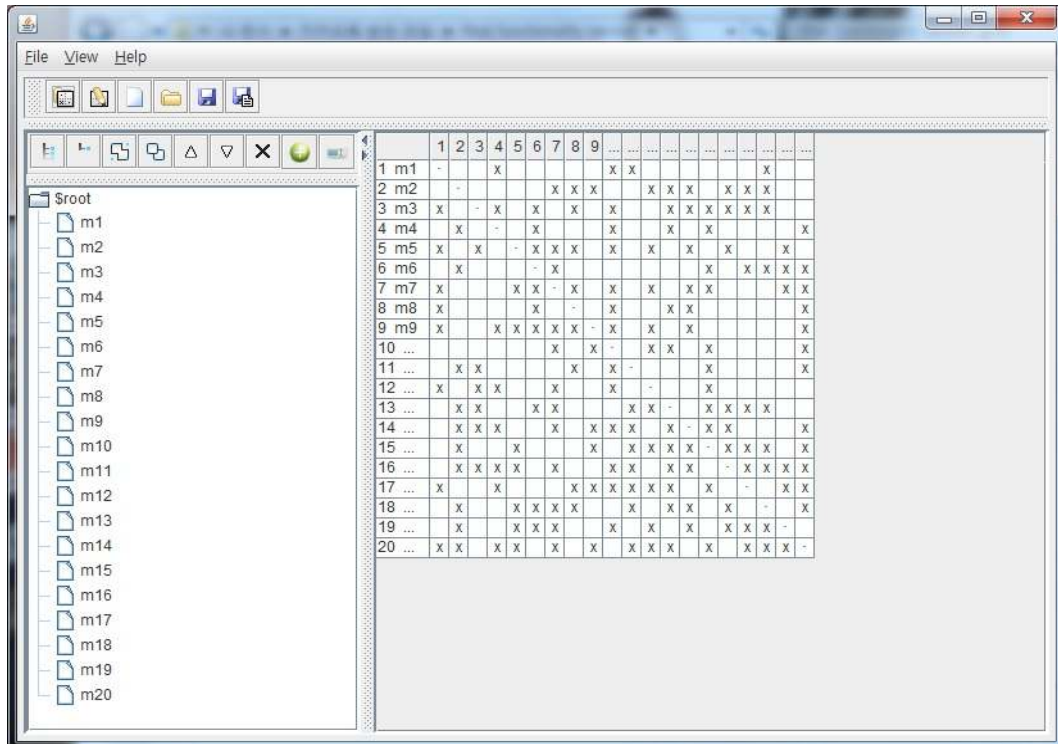 File View Help
$root
m1
m2
m3
m4
m5
m6
m7
m8
m9
m10
m11
m12
m13
m14
m15
m16
m17
m18
m19
m20
1 2 3 4 5 6 7 8 9 ... ... ... ... ... ... ... ... ... ... ...
1 m1 - x x x x
2 m2 - x x x x x x x x x
3 m3 x - x x x x x x x x x x
4 m4 x - x x x x x
5 m5 x x - x x x x x x x x
6 m6 x - x x x x x x
7 m7 x x x - x x x x x x x
8 m8 x x - x x x x
9 m9 x x x x x x - x x x x
10 ... x x - x x x x
11 ... x x x x - x x
12 ... x x x x x - x
13 ... x x x x x x - x x x x
14 ... x x x x x x x x - x x x
15 ... x x x x x x x - x x x x
16 ... x x x x x x x x x - x x x x
17 ... x x x x x x x x x - x x
18 ... x x x x x x x x x - x
19 ... x x x x x x x x x x -
20 ... x x x x x x x x x x x x x -